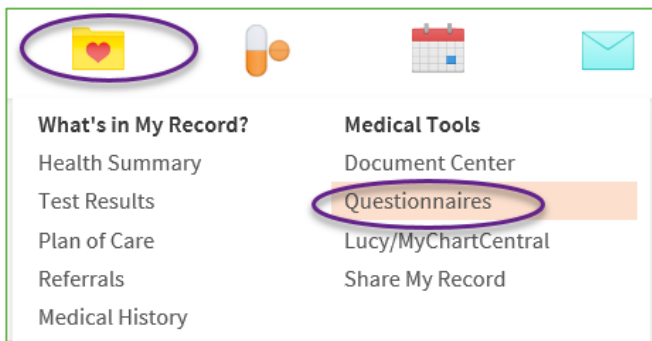 What's in My Record?
Health Summary
Test Results
Plan of Care
Referrals
Medical History
Medical Tools
Document Center
Questionnaires
Lucy/MyChartCentral
Share My Record